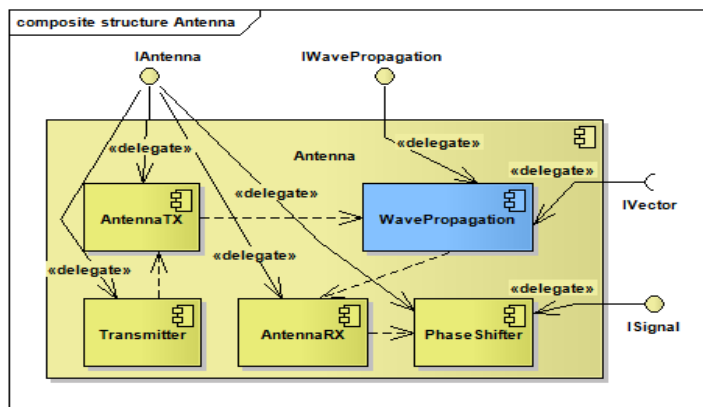 composite structure Antenna
IAntenna
IWavePropagation
«delegate»
«delegate»
Antenna
«delegate»
«delegate»
AntennaTX
WavePropagation
IVector
«delegate»
«delegate»
«delegate»
Transmitter
AntennaRX
PhaseShifter
ISignal